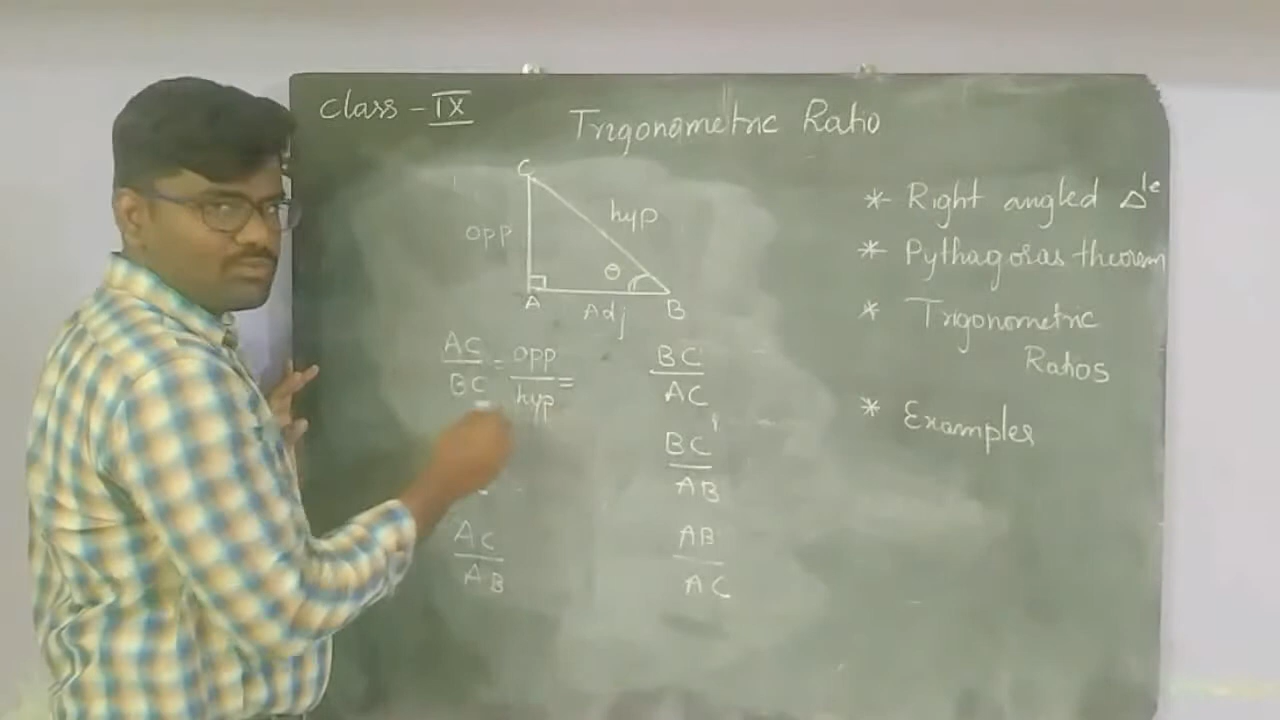 Class - IX
Trigonometric Ratio
C
opp
hyp
θ
A
Adj
B
AC/BC = opp/hyp =
BC/AC
BC/AB
AC/AB
AB/AC
* Right angled Δle
* Pythagoras theorem
* Trigonometric
Ratios
* Examples